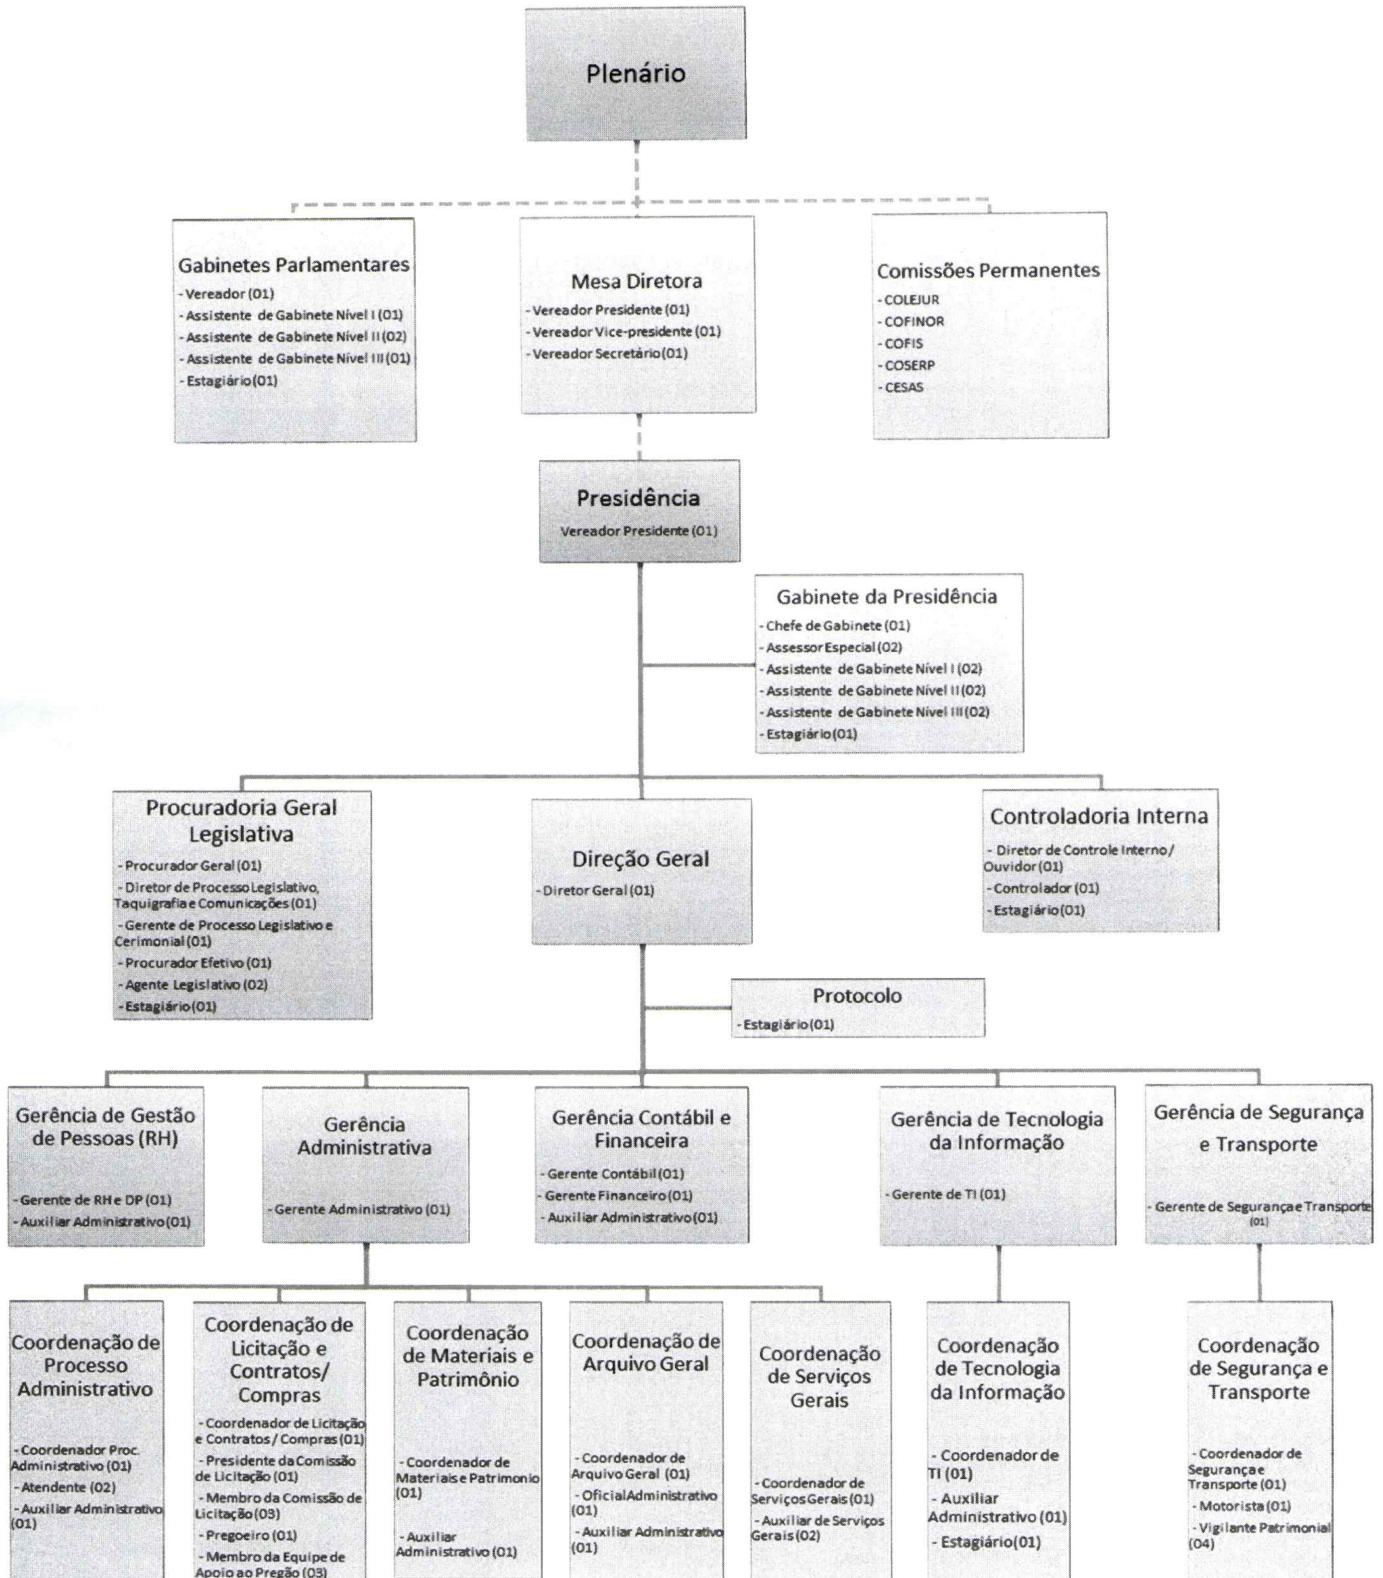 Plenário
Gabinetes Parlamentares
- Vereador (01)
- Assistente de Gabinete Nível I (01)
- Assistente de Gabinete Nível II (02)
- Assistente de Gabinete Nível III (01)
- Estagiário (01)
Mesa Diretora
- Vereador Presidente (01)
- Vereador Vice-presidente (01)
- Vereador Secretário (01)
Comissões Permanentes
- COLEJUR
- COFINOR
- COFIS
- COSERP
- CESAS
Presidência
Vereador Presidente (01)
Gabinete da Presidência
- Chefe de Gabinete (01)
- Assessor Especial (02)
- Assistente de Gabinete Nível I (02)
- Assistente de Gabinete Nível II (02)
- Assistente de Gabinete Nível III (02)
- Estagiário (01)
Procuradoria Geral
Legislativa
- Procurador Geral (01)
- Diretor de Processo Legislativo,
Taquigrafia e Comunicações (01)
- Gerente de Processo Legislativo e
Cerimonial (01)
- Procurador Efetivo (01)
- Agente Legislativo (02)
- Estagiário (01)
Direção Geral
- Diretor Geral (01)
Controladoria Interna
- Diretor de Controle Interno/
Ouvidor (01)
- Controlador (01)
- Estagiário (01)
Protocolo
- Estagiário (01)
Gerência de Gestão
de Pessoas (RH)
- Gerente de RH e DP (01)
- Auxiliar Administrativo (01)
Gerência
Administrativa
- Gerente Administrativo (01)
Gerência Contábil e
Financeira
- Gerente Contábil (01)
- Gerente Financeiro (01)
- Auxiliar Administrativo (01)
Gerência de Tecnologia
da Informação
- Gerente de TI (01)
Gerência de Segurança
e Transporte
- Gerente de Segurança e Transporte
(01)
Coordenação de
Processo
Administrativo
- Coordenador Proc.
Administrativo (01)
- Atendente (02)
- Auxiliar Administrativo
(01)
Coordenação de
Licitação e
Contratos/
Compras
- Coordenador de Licitação
e Contratos / Compras (01)
- Presidente da Comissão
de Licitação (01)
- Membro da Comissão de
Licitação (03)
- Pregoeiro (01)
- Membro da Equipe de
Apoio ao Pregão (03)
Coordenação
de Materiais e
Patrimônio
- Coordenador de
Materiais e Patrimonio
(01)
- Auxiliar
Administrativo (01)
Coordenação de
Arquivo Geral
- Coordenador de
Arquivo Geral (01)
- Oficial Administrativo
(01)
- Auxiliar Administrativo
(01)
Coordenação
de Serviços
Gerais
- Coordenador de
Serviços Gerais (01)
- Auxiliar de Serviços
Gerais (02)
Coordenação
de Tecnologia
da Informação
- Coordenador de
TI (01)
- Auxiliar
Administrativo (01)
- Estagiário (01)
Coordenação
de Segurança e
Transporte
- Coordenador de
Segurança e
Transporte (01)
- Motorista (01)
- Vigilante Patrimonial
(04)